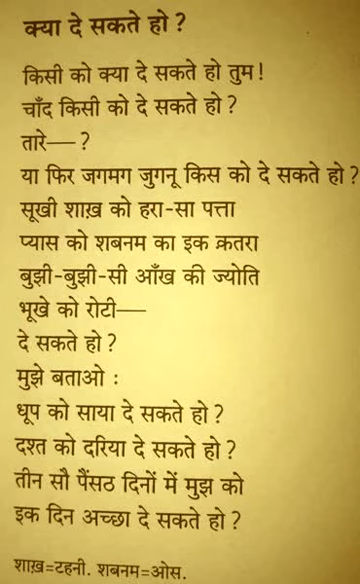 क्या दे सकते हो ?
किसी को क्या दे सकते हो तुम !
चाँद किसी को दे सकते हो ?
तारे— ?
या फिर जगमग जुगनू किस को दे सकते हो ?
सूखी शाख़ को हरा-सा पत्ता
प्यास को शबनम का इक क़तरा
बुझी-बुझी-सी आँख की ज्योति
भूखे को रोटी—
दे सकते हो ?
मुझे बताओ :
धूप को साया दे सकते हो ?
दश्त को दरिया दे सकते हो ?
तीन सौ पैंसठ दिनों में मुझ को
इक दिन अच्छा दे सकते हो ?
शाख़=टहनी. शबनम=ओस.